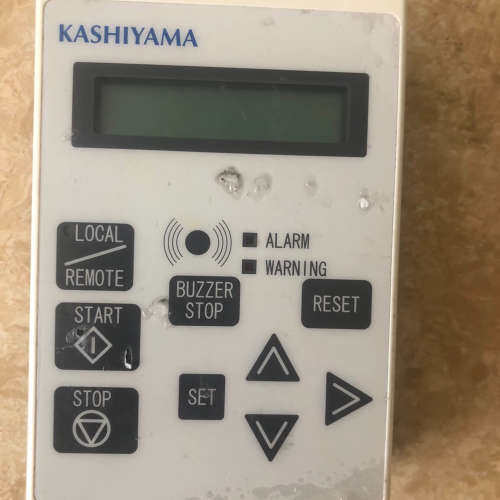 KASHIYAMA
LOCAL
REMOTE
ALARM
WARNING
BUZZER
STOP
RESET
START
STOP
SET